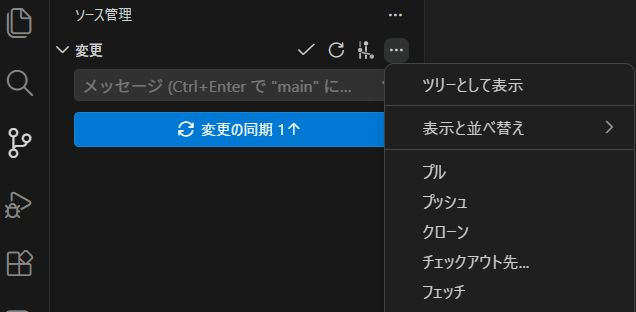 ソース管理
変更
メッセージ (Ctrl+Enter で "main" に...
変更の同期 1↑
ツリーとして表示
表示と並べ替え
プル
プッシュ
クローン
チェックアウト先...
フェッチ